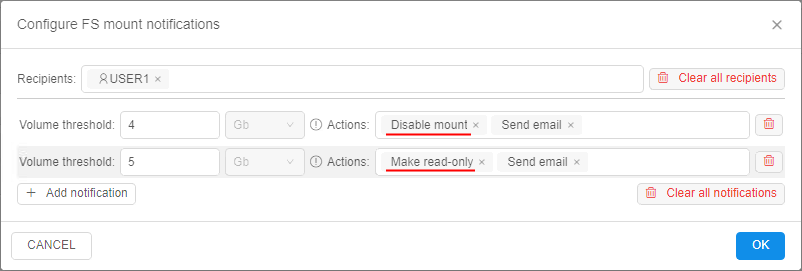 Configure FS mount notifications
Recipients: USER1 × Clear all recipients
Volume threshold: 4 Gb Actions: Disable mount × Send email ×
Volume threshold: 5 Gb Actions: Make read-only × Send email ×
+ Add notification Clear all notifications
CANCEL OK